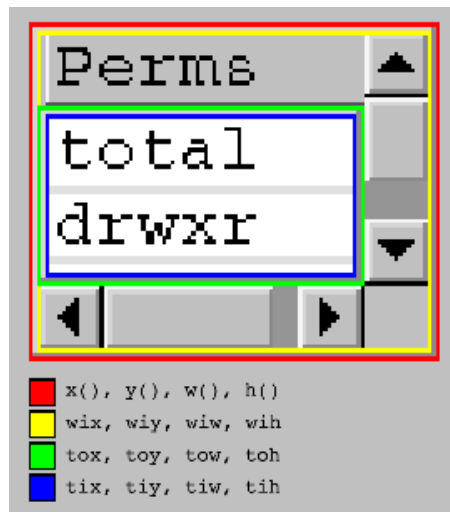 Perms
total
drwxr
x(), y(), w(), h()
wix, wiy, wiw, wih
tox, toy, tow, toh
tix, tiy, tiw, tih